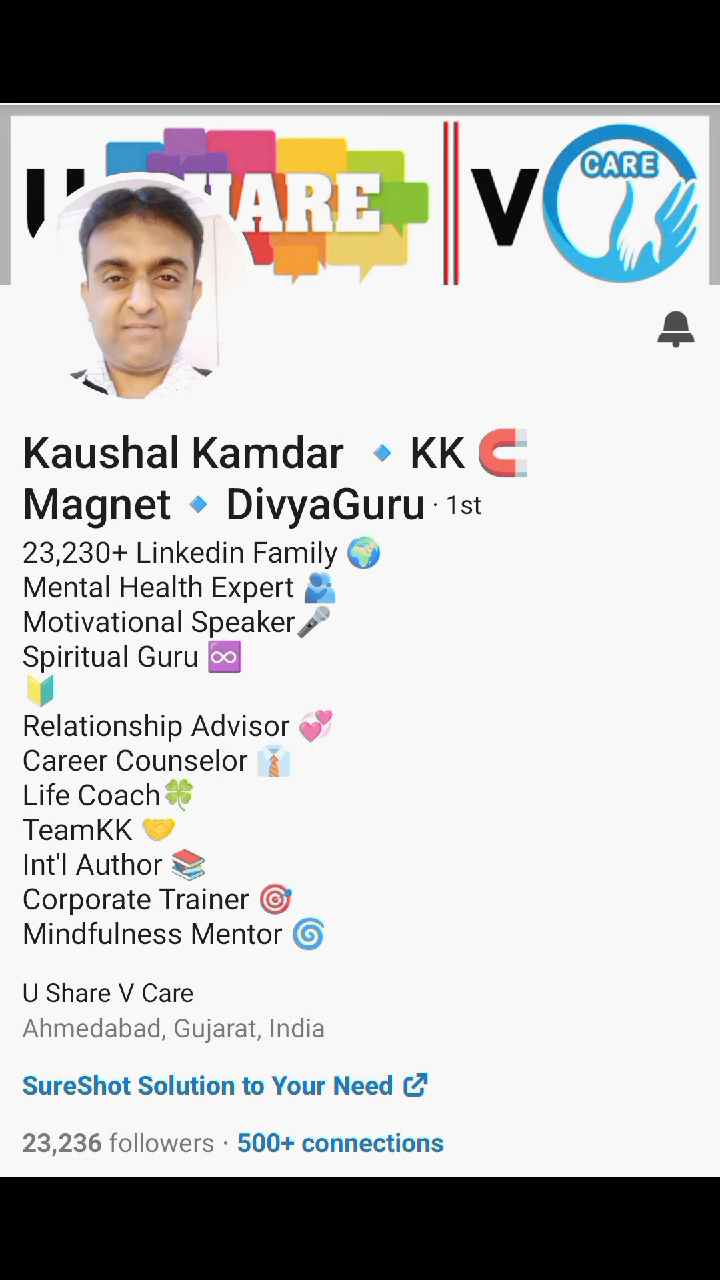 U SHARE V CARE
Kaushal Kamdar 🔹 KK 🧲
Magnet 🔹 DivyaGuru · 1st
23,230+ Linkedin Family 🌍
Mental Health Expert 🫂
Motivational Speaker🎤
Spiritual Guru ♾️
🔰
Relationship Advisor 💞
Career Counselor 👔
Life Coach🍀
TeamKK 🤝
Int'l Author 📚
Corporate Trainer 🎯
Mindfulness Mentor 🌀
U Share V Care
Ahmedabad, Gujarat, India
SureShot Solution to Your Need
23,236 followers · 500+ connections